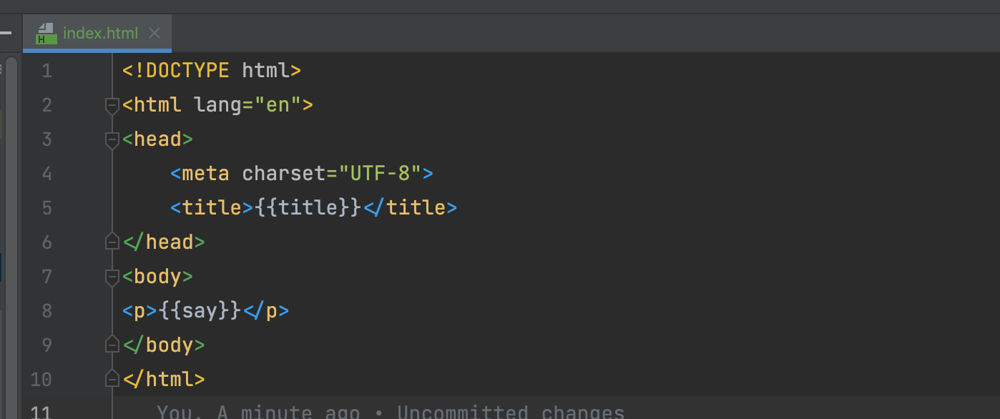 H index.html
1 <!DOCTYPE html>
2 <html lang="en">
3 <head>
4     <meta charset="UTF-8">
5     <title>{{title}}</title>
6 </head>
7 <body>
8 <p>{{say}}</p>
9 </body>
10 </html>
11 You, A minute ago • Uncommitted changes